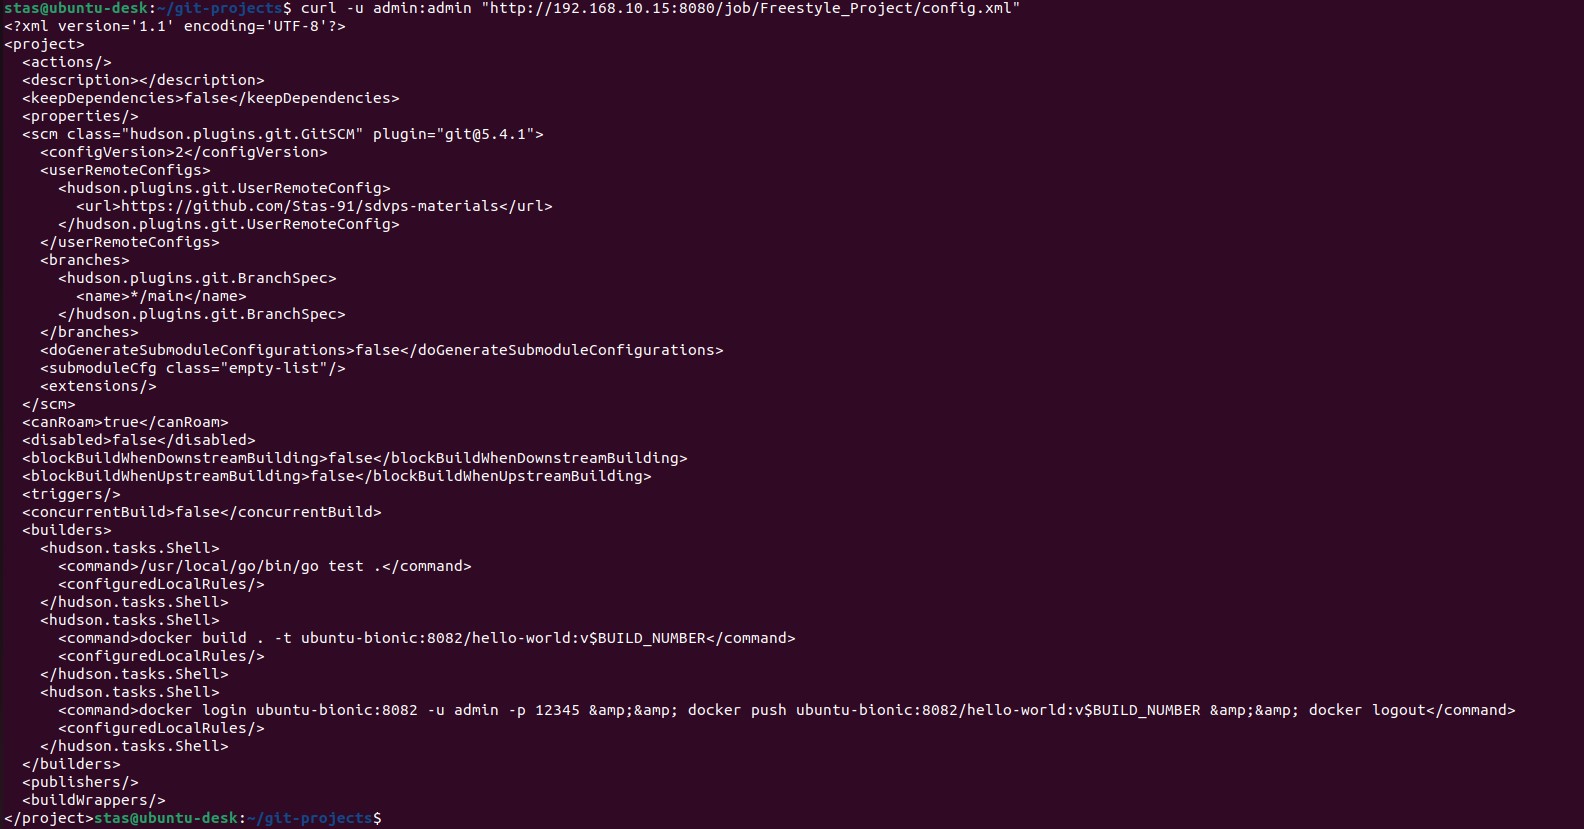 stas@ubuntu-desk:~/git-projects$ curl -u admin:admin "http://192.168.10.15:8080/job/Freestyle_Project/config.xml"
<?xml version='1.1' encoding='UTF-8'?>
<project>
  <actions/>
  <description></description>
  <keepDependencies>false</keepDependencies>
  <properties/>
  <scm class="hudson.plugins.git.GitSCM" plugin="git@5.4.1">
    <configVersion>2</configVersion>
    <userRemoteConfigs>
      <hudson.plugins.git.UserRemoteConfig>
        <url>https://github.com/Stas-91/sdvps-materials</url>
      </hudson.plugins.git.UserRemoteConfig>
    </userRemoteConfigs>
    <branches>
      <hudson.plugins.git.BranchSpec>
        <name>*/main</name>
      </hudson.plugins.git.BranchSpec>
    </branches>
    <doGenerateSubmoduleConfigurations>false</doGenerateSubmoduleConfigurations>
    <submoduleCfg class="empty-list"/>
    <extensions/>
  </scm>
  <canRoam>true</canRoam>
  <disabled>false</disabled>
  <blockBuildWhenDownstreamBuilding>false</blockBuildWhenDownstreamBuilding>
  <blockBuildWhenUpstreamBuilding>false</blockBuildWhenUpstreamBuilding>
  <triggers/>
  <concurrentBuild>false</concurrentBuild>
  <builders>
    <hudson.tasks.Shell>
      <command>/usr/local/go/bin/go test .</command>
      <configuredLocalRules/>
    </hudson.tasks.Shell>
    <hudson.tasks.Shell>
      <command>docker build . -t ubuntu-bionic:8082/hello-world:v$BUILD_NUMBER</command>
      <configuredLocalRules/>
    </hudson.tasks.Shell>
    <hudson.tasks.Shell>
      <command>docker login ubuntu-bionic:8082 -u admin -p 12345 &amp;&amp; docker push ubuntu-bionic:8082/hello-world:v$BUILD_NUMBER &amp;&amp; docker logout</command>
      <configuredLocalRules/>
    </hudson.tasks.Shell>
  </builders>
  <publishers/>
  <buildWrappers/>
</project>stas@ubuntu-desk:~/git-projects$